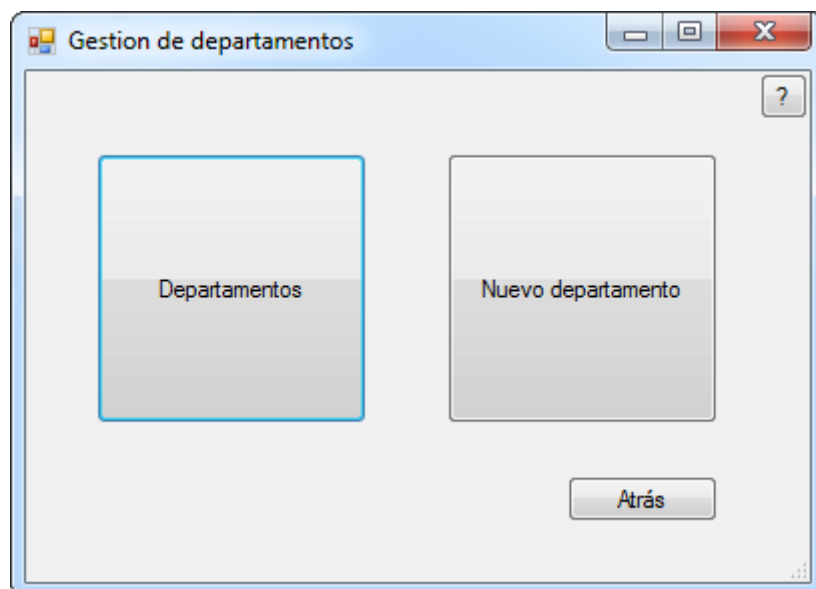 Gestion de departamentos
?
Departamentos
Nuevo departamento
Atrás